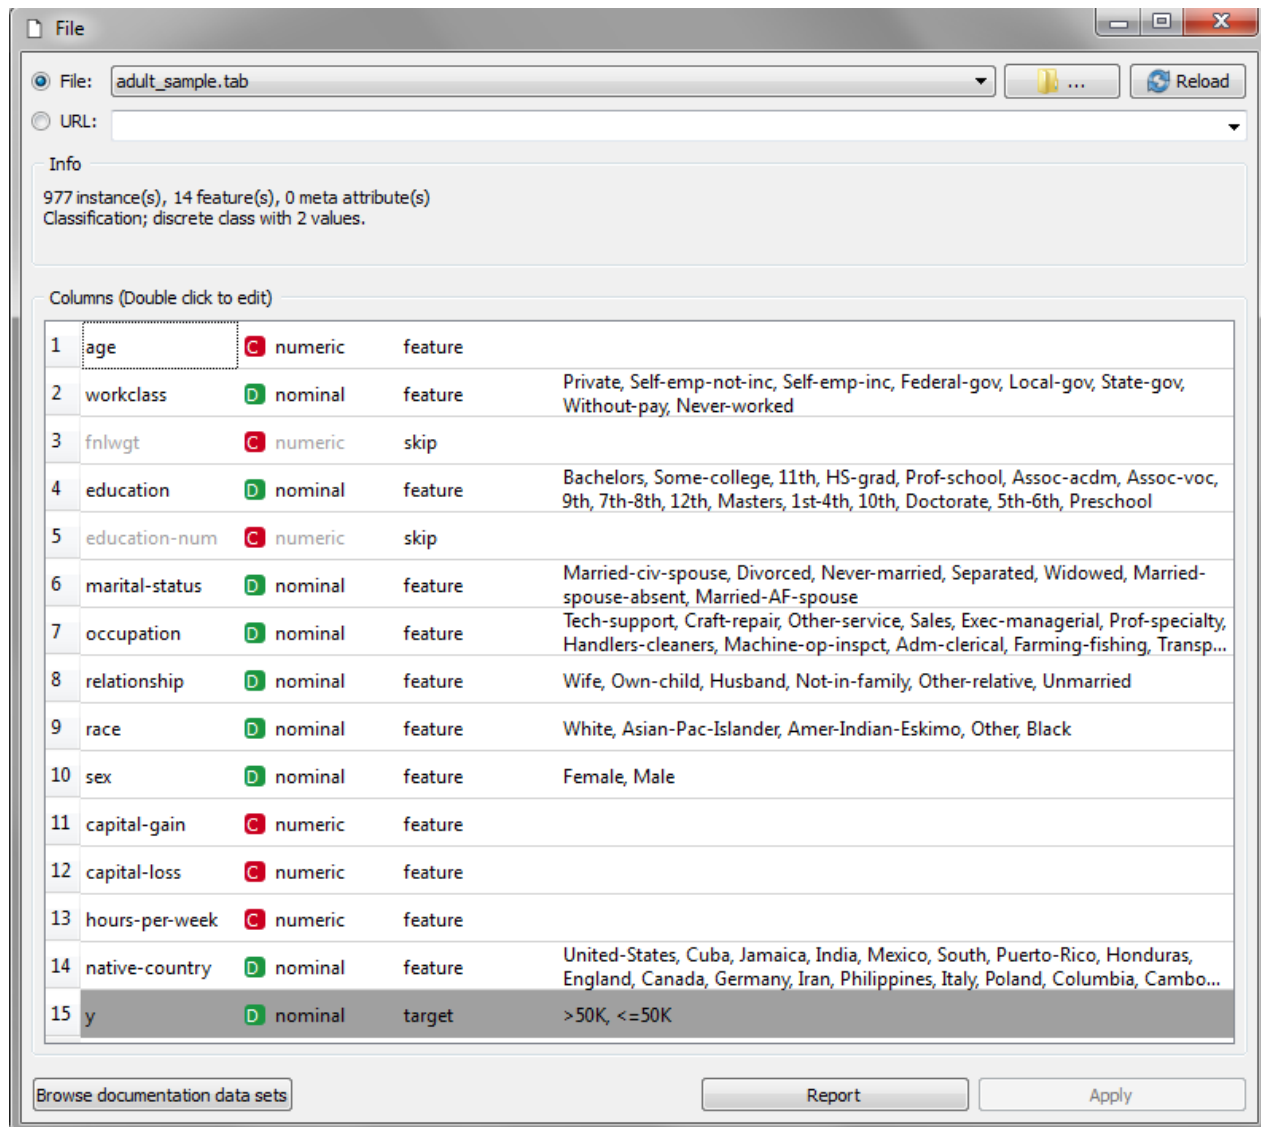 File
File: adult_sample.tab ... Reload
URL:
Info
977 instance(s), 14 feature(s), 0 meta attribute(s)
Classification; discrete class with 2 values.
Columns (Double click to edit)
1 age C numeric feature
2 workclass D nominal feature Private, Self-emp-not-inc, Self-emp-inc, Federal-gov, Local-gov, State-gov,
Without-pay, Never-worked
3 fnlwgt C numeric skip
4 education D nominal feature Bachelors, Some-college, 11th, HS-grad, Prof-school, Assoc-acdm, Assoc-voc,
9th, 7th-8th, 12th, Masters, 1st-4th, 10th, Doctorate, 5th-6th, Preschool
5 education-num C numeric skip
6 marital-status D nominal feature Married-civ-spouse, Divorced, Never-married, Separated, Widowed, Married-
spouse-absent, Married-AF-spouse
7 occupation D nominal feature Tech-support, Craft-repair, Other-service, Sales, Exec-managerial, Prof-specialty,
Handlers-cleaners, Machine-op-inspct, Adm-clerical, Farming-fishing, Transp...
8 relationship D nominal feature Wife, Own-child, Husband, Not-in-family, Other-relative, Unmarried
9 race D nominal feature White, Asian-Pac-Islander, Amer-Indian-Eskimo, Other, Black
10 sex D nominal feature Female, Male
11 capital-gain C numeric feature
12 capital-loss C numeric feature
13 hours-per-week C numeric feature
14 native-country D nominal feature United-States, Cuba, Jamaica, India, Mexico, South, Puerto-Rico, Honduras,
England, Canada, Germany, Iran, Philippines, Italy, Poland, Columbia, Cambo...
15 y D nominal target >50K, <=50K
Browse documentation data sets Report Apply